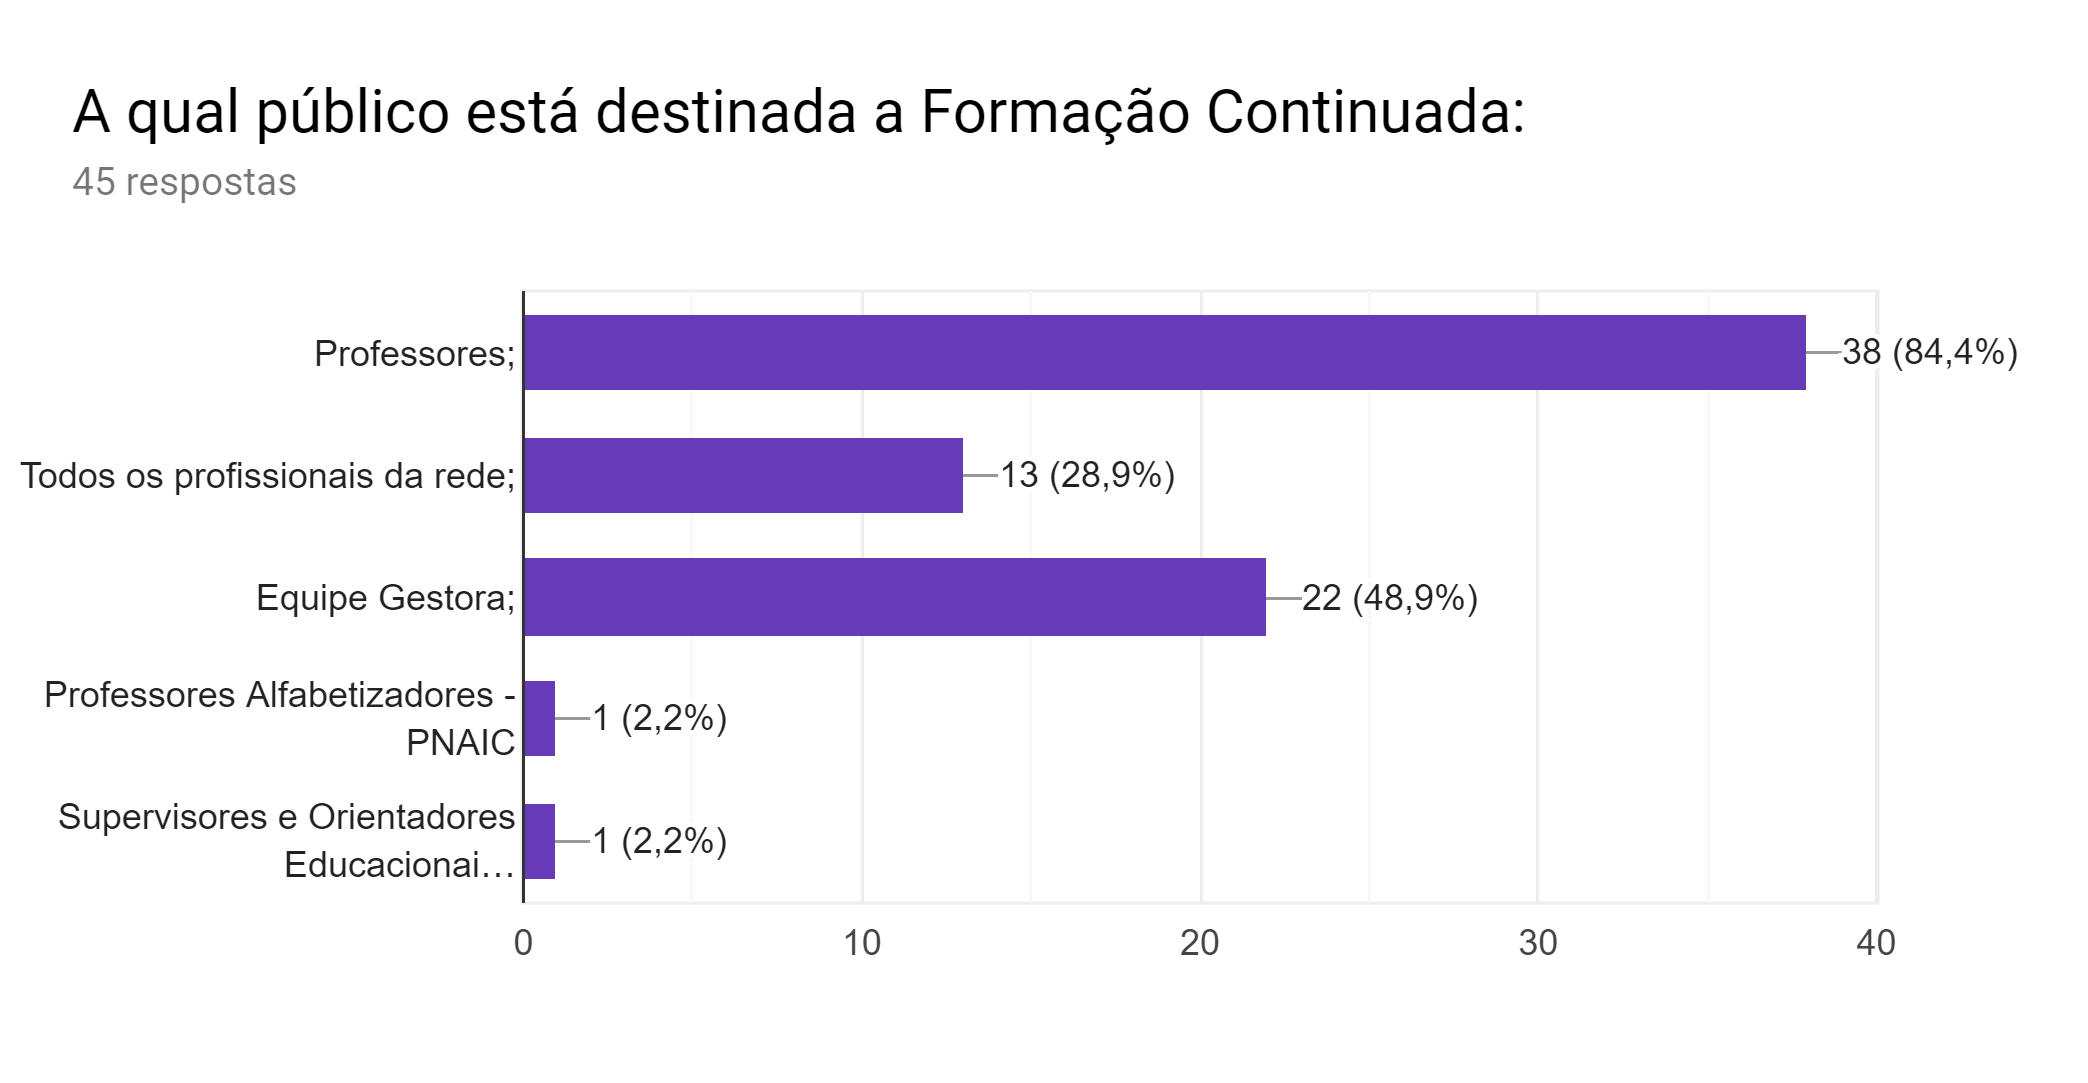 A qual público está destinada a Formação Continuada:
45 respostas
Professores;
38 (84,4%)
Todos os profissionais da rede;
13 (28,9%)
Equipe Gestora;
22 (48,9%)
Professores Alfabetizadores -
PNAIC
1 (2,2%)
Supervisores e Orientadores
Educacionai…
1 (2,2%)
0 10 20 30 40